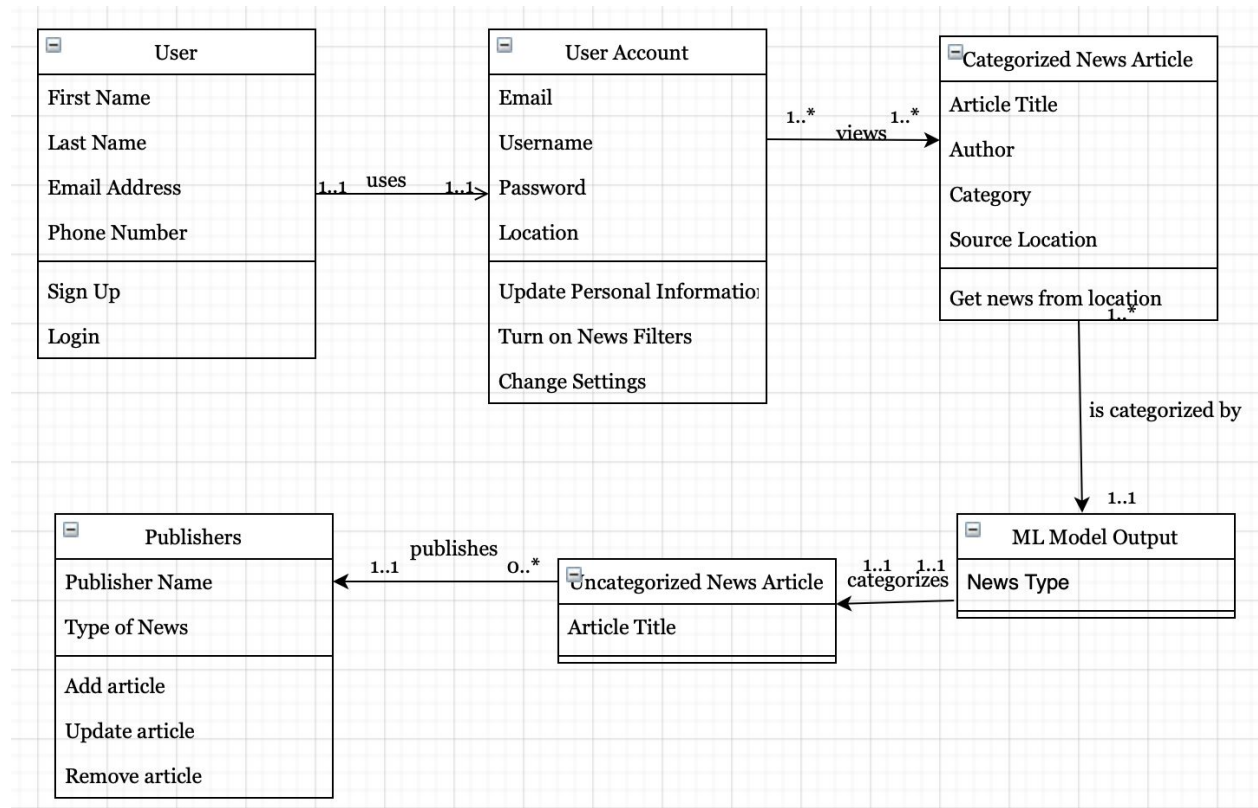 User
First Name
Last Name
Email Address
Phone Number
Sign Up
Login
1..1 uses 1..1
User Account
Email
Username
Password
Location
Update Personal Informatio
Turn on News Filters
Change Settings
1..* views 1..*
Categorized News Article
Article Title
Author
Category
Source Location
Get news from location
1..*
is categorized by
1..1
ML Model Output
News Type
1..1 1..1
categorizes
Uncategorized News Article
Article Title
publishes
1..1 0..*
Publishers
Publisher Name
Type of News
Add article
Update article
Remove article